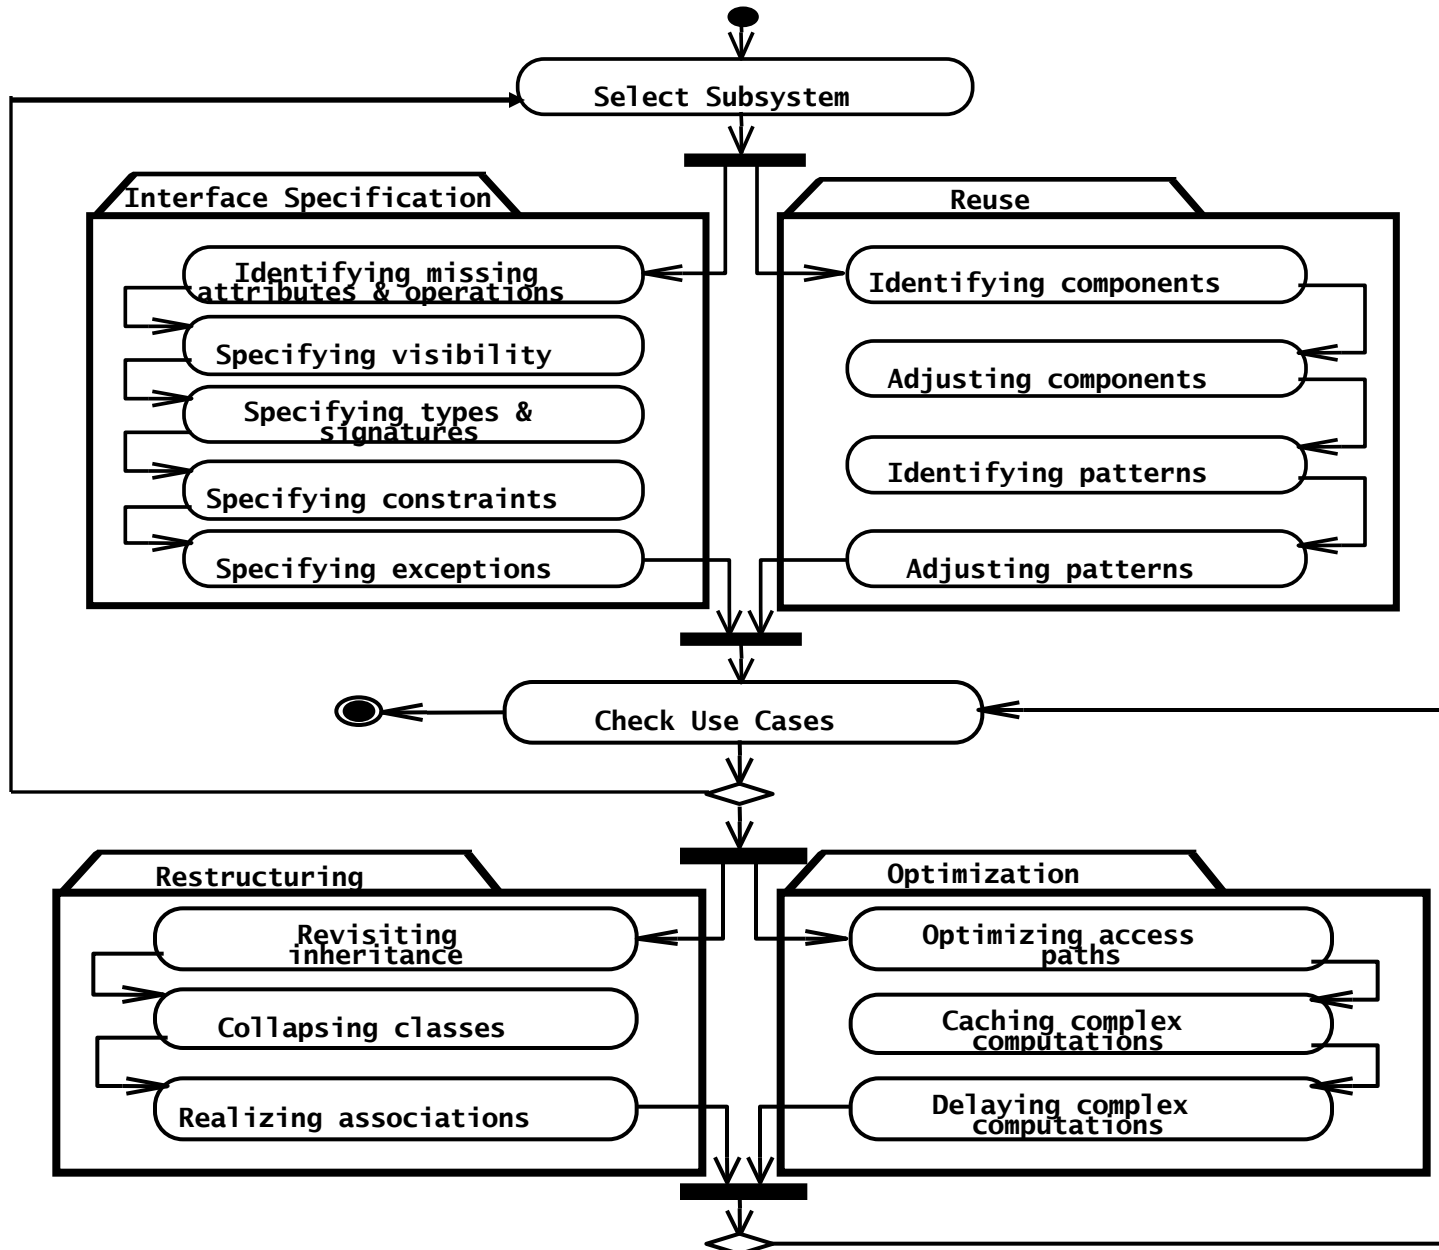 Select Subsystem
Interface Specification
Identifying missing
attributes & operations
Specifying visibility
Specifying types &
signatures
Specifying constraints
Specifying exceptions
Reuse
Identifying components
Adjusting components
Identifying patterns
Adjusting patterns
Check Use Cases
Restructuring
Revisiting
inheritance
Collapsing classes
Realizing associations
Optimization
Optimizing access
paths
Caching complex
computations
Delaying complex
computations